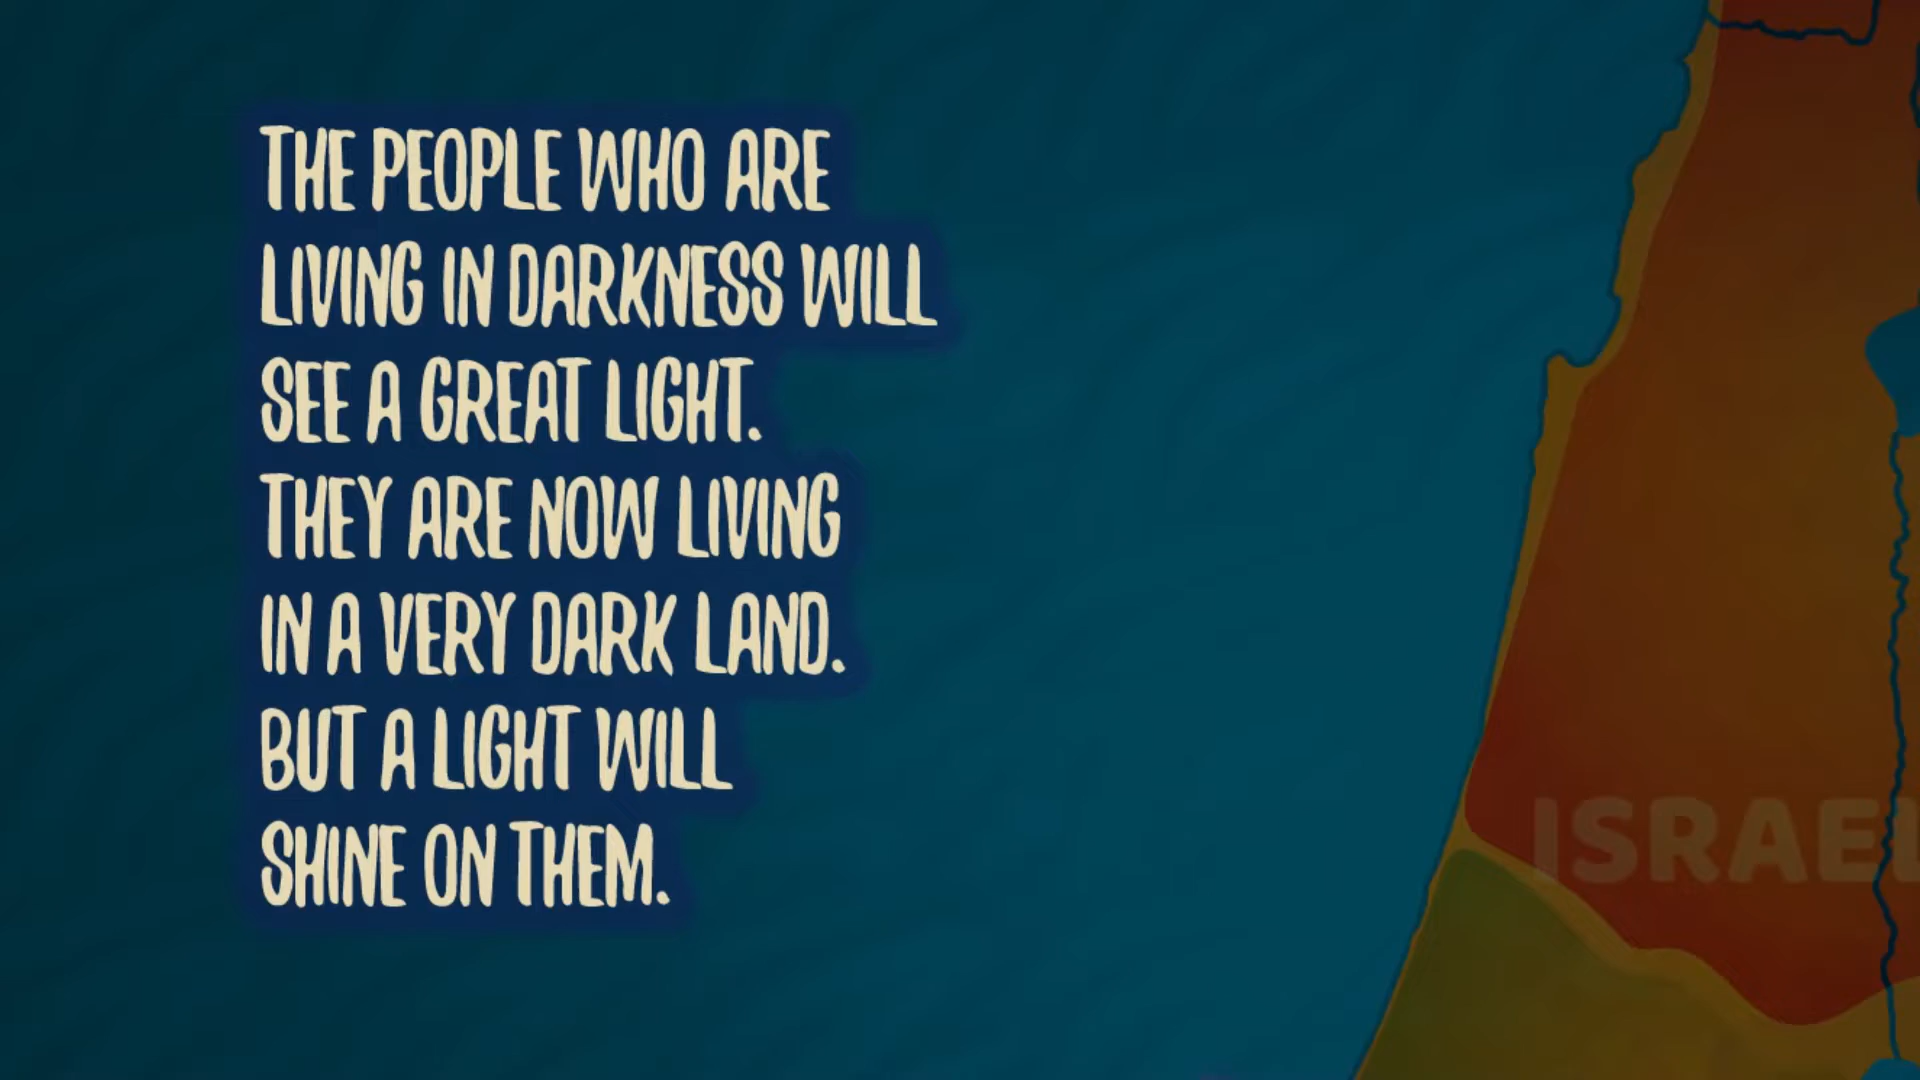 THE PEOPLE WHO ARE
LIVING IN DARKNESS WILL
SEE A GREAT LIGHT.
THEY ARE NOW LIVING
IN A VERY DARK LAND.
BUT A LIGHT WILL
SHINE ON THEM.
ISRAEL